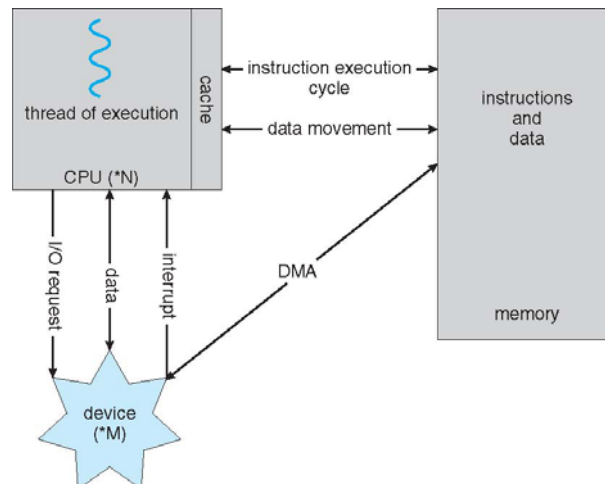 thread of execution
cache
CPU (*N)
instruction execution
cycle
data movement
instructions
and
data
memory
I/O request
data
interrupt
DMA
device
(*M)